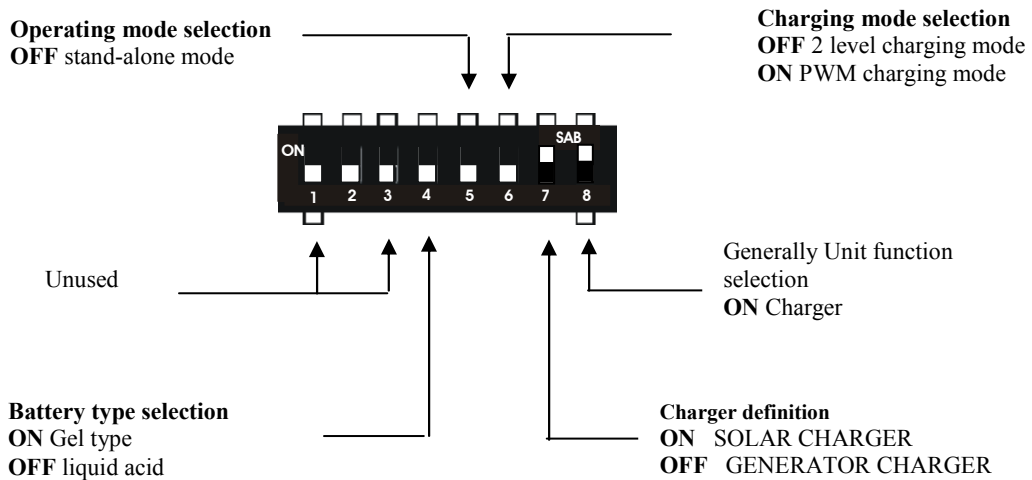 Operating mode selection
OFF stand-alone mode
Charging mode selection
OFF 2 level charging mode
ON PWM charging mode
SAB
ON
1 2 3 4 5 6 7 8
Unused
Generally Unit function
selection
ON Charger
Battery type selection
ON Gel type
OFF liquid acid
Charger definition
ON SOLAR CHARGER
OFF GENERATOR CHARGER